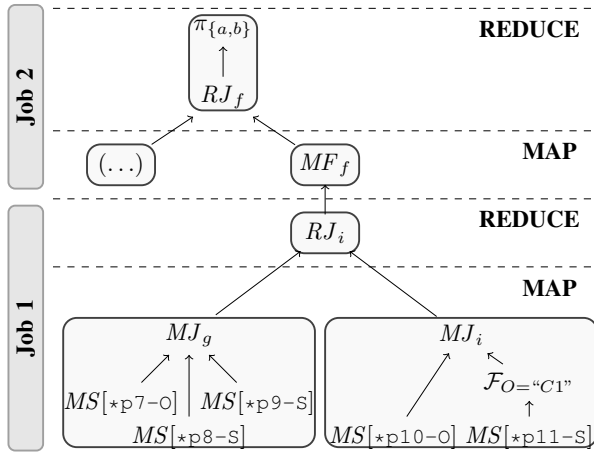 Job 2
π{a,b}
REDUCE
RJf
(...)
MFf
MAP
Job 1
RJi
REDUCE
MAP
MJg
MJi
FO="C1"
MS[*p7-O]
MS[*p9-S]
MS[*p8-S]
MS[*p10-O]
MS[*p11-S]